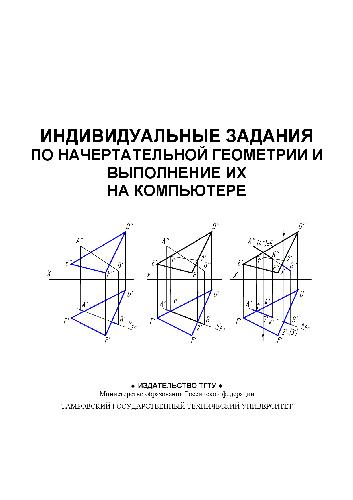 ИНДИВИДУАЛЬНЫЕ ЗАДАНИЯ
ПО НАЧЕРТАТЕЛЬНОЙ ГЕОМЕТРИИ И
ВЫПОЛНЕНИЕ ИХ
НА КОМПЬЮТЕРЕ
X
♦ ИЗДАТЕЛЬСТВО ТГТУ ♦
Министерство образования Российской Федерации
ТАМБОВСКИЙ ГОСУДАРСТВЕННЫЙ ТЕХНИЧЕСКИЙ УНИВЕРСИТЕТ